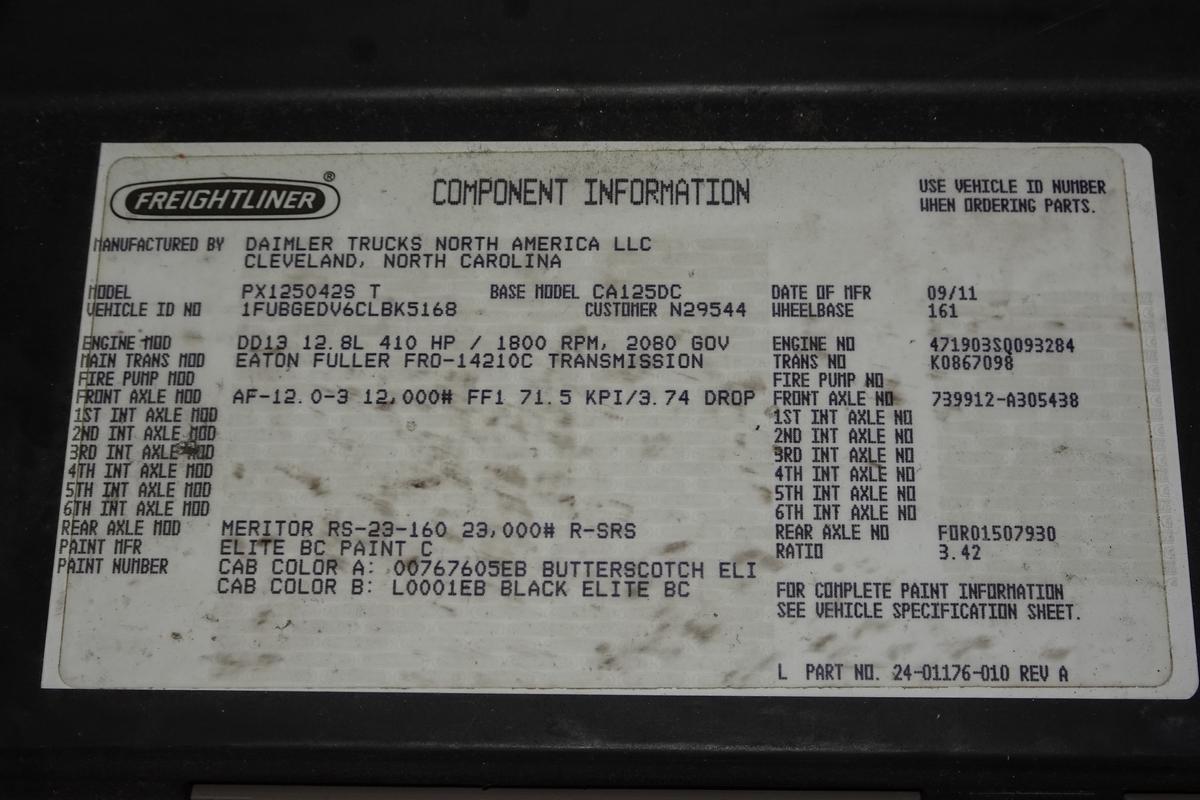 FREIGHTLINER®
COMPONENT INFORMATION
USE VEHICLE ID NUMBER
WHEN ORDERING PARTS.
MANUFACTURED BY DAIMLER TRUCKS NORTH AMERICA LLC
CLEVELAND, NORTH CAROLINA
MODEL PX125042S T BASE MODEL CA125DC DATE OF MFR 09/11
VEHICLE ID NO 1FUBGEDV6CLBK5168 CUSTOMER N29544 WHEELBASE 161
ENGINE MOD DD13 12.8L 410 HP / 1800 RPM, 2080 GOV ENGINE NO 471903S0093284
MAIN TRANS MOD EATON FULLER FRO-14210C TRANSMISSION TRANS NO K0867098
FIRE PUMP MOD FIRE PUMP NO
FRONT AXLE MOD AF-12.0-3 12,000# FF1 71.5 KPI/3.74 DROP FRONT AXLE NO 739912-A305438
1ST INT AXLE MOD 1ST INT AXLE NO
2ND INT AXLE MOD 2ND INT AXLE NO
3RD INT AXLE MOD 3RD INT AXLE NO
4TH INT AXLE MOD 4TH INT AXLE NO
5TH INT AXLE MOD 5TH INT AXLE NO
6TH INT AXLE MOD 6TH INT AXLE NO
REAR AXLE MOD MERITOR RS-23-160 23,000# R-SRS REAR AXLE NO FOR01507930
PAINT MFR ELITE BC PAINT C RATIO 3.42
PAINT NUMBER CAB COLOR A: 00767605EB BUTTERSCOTCH ELI
CAB COLOR B: L0001EB BLACK ELITE BC
FOR COMPLETE PAINT INFORMATION
SEE VEHICLE SPECIFICATION SHEET.
L PART NO. 24-01176-010 REV A